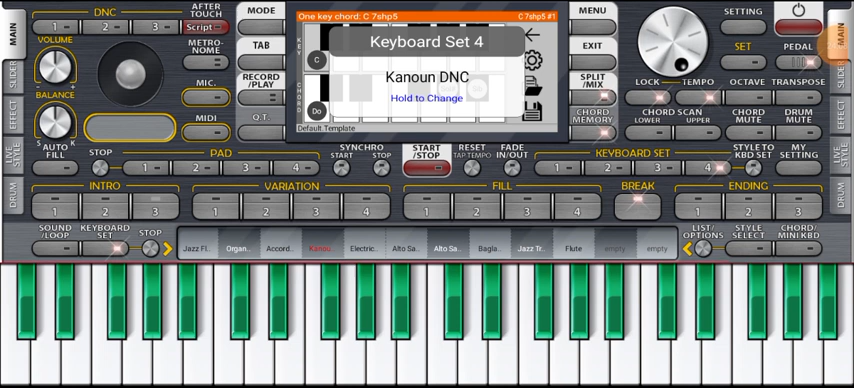 One key chord: C 7shp5
C 7shp5 #1
Keyboard Set 4
Kanoun DNC
Hold to Change
Default.Template
KEY
CHORD
C
Do
MAIN
SLIDER
EFFECT
LIVE STYLE
DRUM
DNC
1 2 3
AFTER TOUCH
Script
VOLUME
- +
BALANCE
S K
METRO-
NOME
MIC.
MIDI
MODE
TAB
RECORD
/PLAY
O.T.
MENU
EXIT
SPLIT
/MIX
CHORD
MEMORY
SETTING
SET
PEDAL
LOCK
TEMPO
OCTAVE
TRANSPOSE
CHORD SCAN
LOWER
UPPER
CHORD
MUTE
DRUM
MUTE
MAIN
SLIDER
EFFECT
LIVE STYLE
DRUM
AUTO
FILL
STOP
PAD
1 2 3 4
SYNCHRO
START STOP
START
/STOP
RESET
TAP TEMPO
FADE
IN/OUT
KEYBOARD SET
1 2 3 4
STYLE TO
KBD SET
MY
SETTING
INTRO
1 2 3
VARIATION
1 2 3 4
FILL
1 2 3 4
BREAK
ENDING
1 2 3
SOUND
/LOOP
KEYBOARD
SET
STOP
Jazz Fl.
Organ..
Accord..
Kanou..
Electric..
Alto Sa..
Alto Sa..
Bagla..
Jazz Tr..
Flute
empty
empty
LIST/
OPTIONS
STYLE
SELECT
CHORD/
MINI KBD